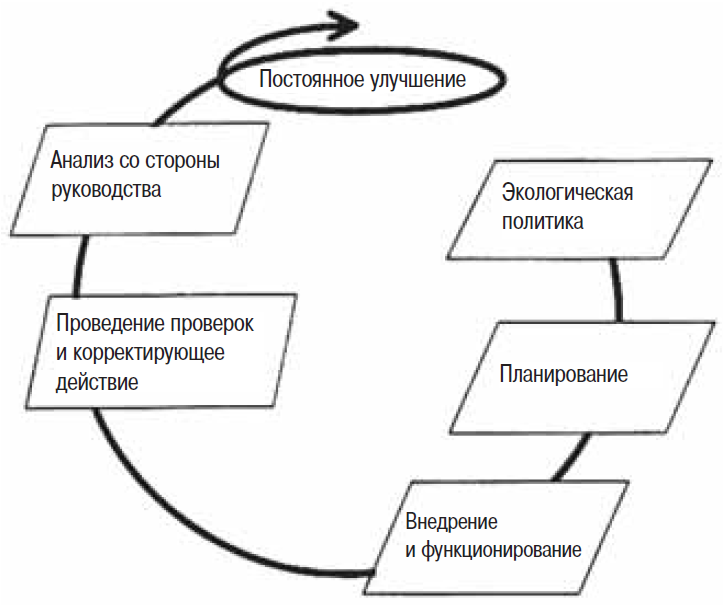 Постоянное улучшение
Анализ со стороны
руководства
Экологическая
политика
Проведение проверок
и корректирующее
действие
Планирование
Внедрение
и функционирование